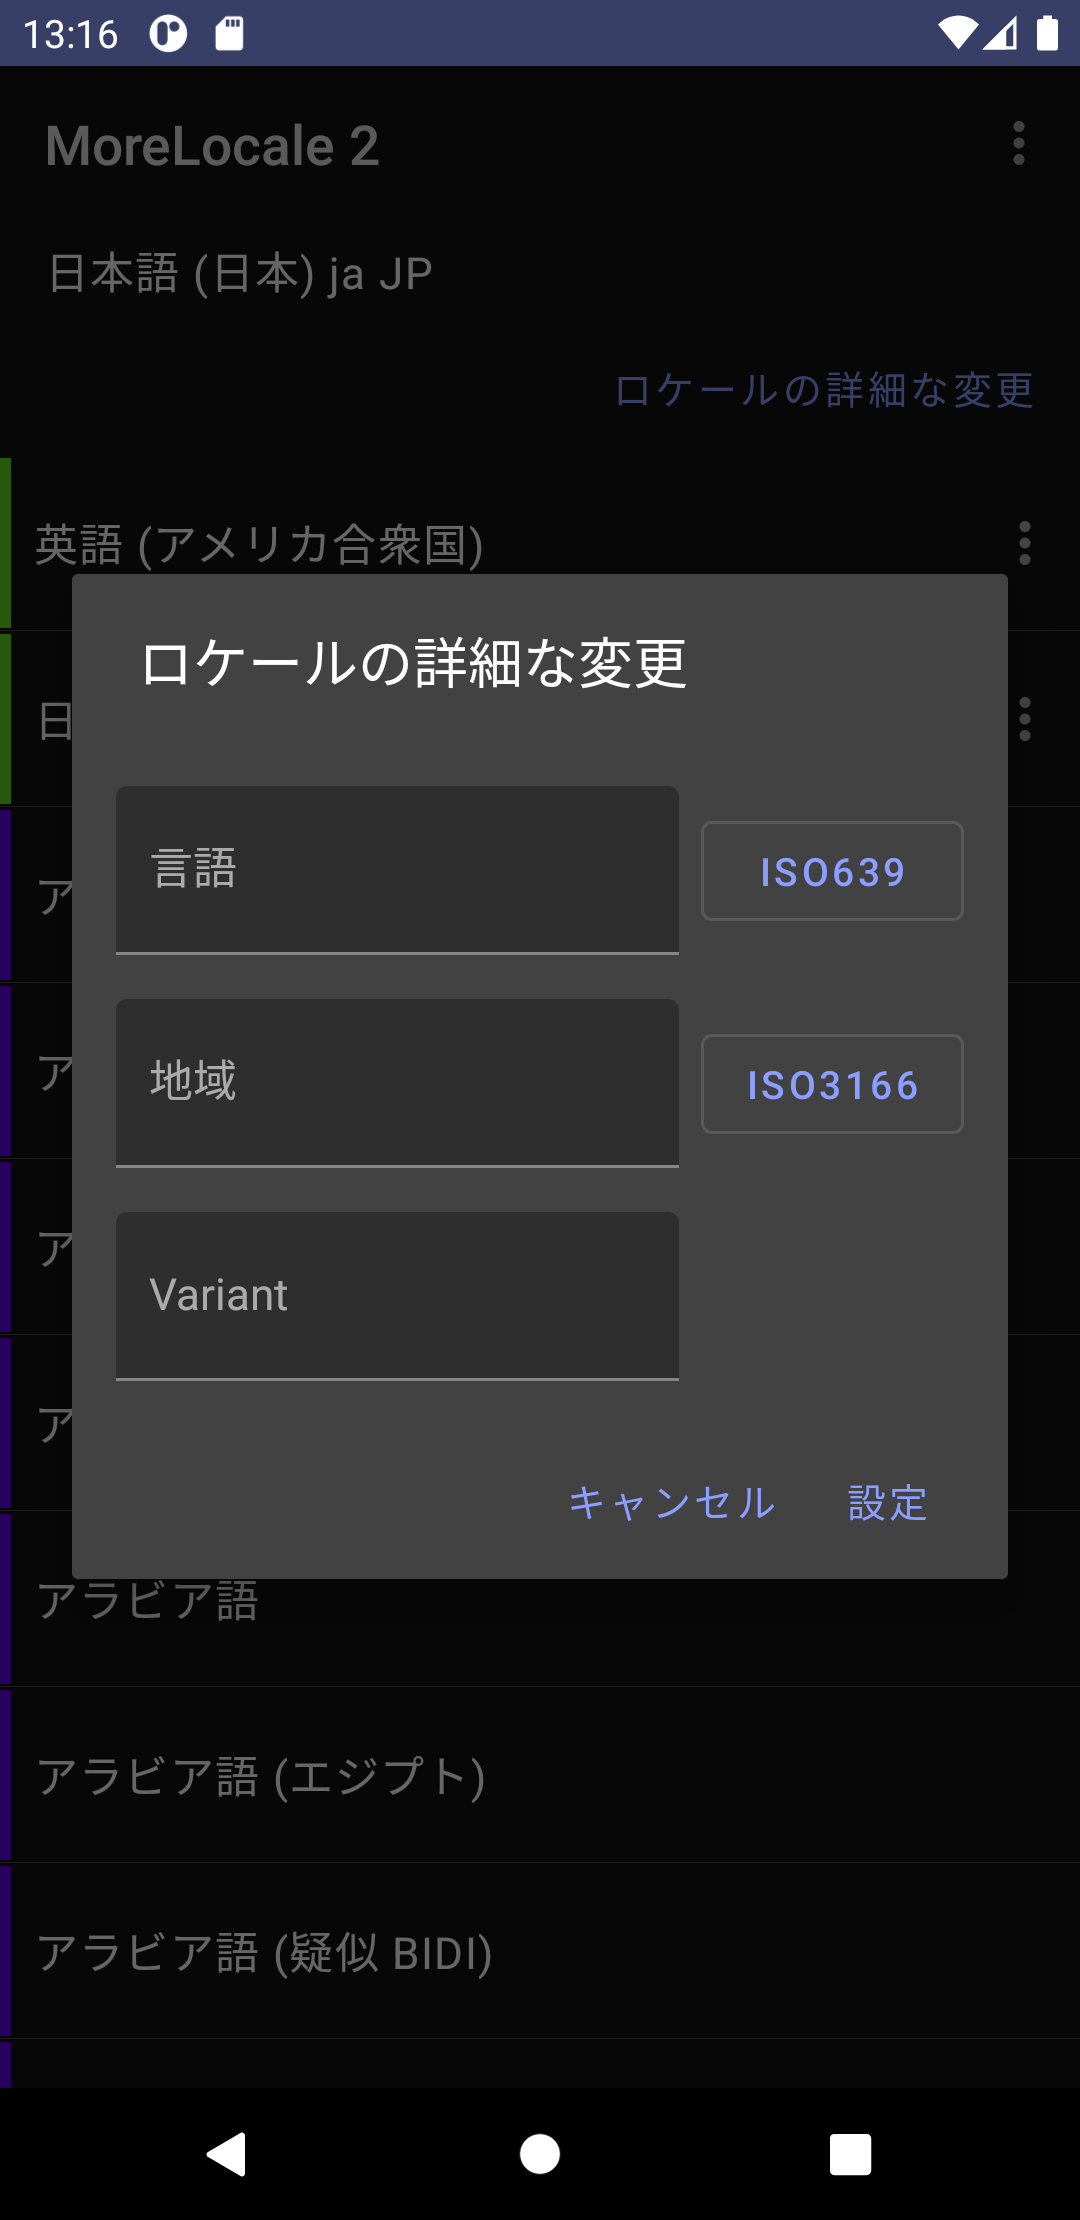 13:16
MoreLocale 2
日本語 (日本) ja JP
ロケールの詳細な変更
英語 (アメリカ合衆国)
日
ロケールの詳細な変更
言語
ISO639
地域
ISO3166
Variant
キャンセル 設定
ア
ア
ア
ア
アラビア語
アラビア語 (エジプト)
アラビア語 (疑似 BIDI)